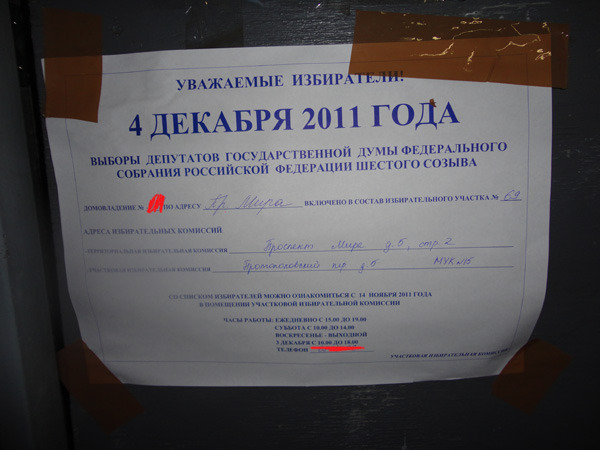 УВАЖАЕМЫЕ ИЗБИРАТЕЛИ!
4 ДЕКАБРЯ 2011 ГОДА
ВЫБОРЫ ДЕПУТАТОВ ГОСУДАРСТВЕННОЙ ДУМЫ ФЕДЕРАЛЬНОГО
СОБРАНИЯ РОССИЙСКОЙ ФЕДЕРАЦИИ ШЕСТОГО СОЗЫВА
ДОМОВЛАДЕНИЕ № ПО АДРЕСУ Пр. Мира ВКЛЮЧЕНО В СОСТАВ ИЗБИРАТЕЛЬНОГО УЧАСТКА № 69
АДРЕСА ИЗБИРАТЕЛЬНЫХ КОМИССИЙ
ТЕРРИТОРИАЛЬНАЯ ИЗБИРАТЕЛЬНАЯ КОМИССИЯ Проспект Мира д.5, стр.2
УЧАСТКОВАЯ ИЗБИРАТЕЛЬНАЯ КОМИССИЯ Протопоповский пер. д.5 МУК №15
СО СПИСКОМ ИЗБИРАТЕЛЕЙ МОЖНО ОЗНАКОМИТЬСЯ С 14 НОЯБРЯ 2011 ГОДА
В ПОМЕЩЕНИИ УЧАСТКОВОЙ ИЗБИРАТЕЛЬНОЙ КОМИССИИ
ЧАСЫ РАБОТЫ: ЕЖЕДНЕВНО С 15.00 ДО 19.00
СУББОТА С 10.00 ДО 14.00
ВОСКРЕСЕНЬЕ - ВЫХОДНОЙ
3 ДЕКАБРЯ С 10.00 ДО 18.00
ТЕЛЕФОН
УЧАСТКОВАЯ ИЗБИРАТЕЛЬНАЯ КОМИССИЯ